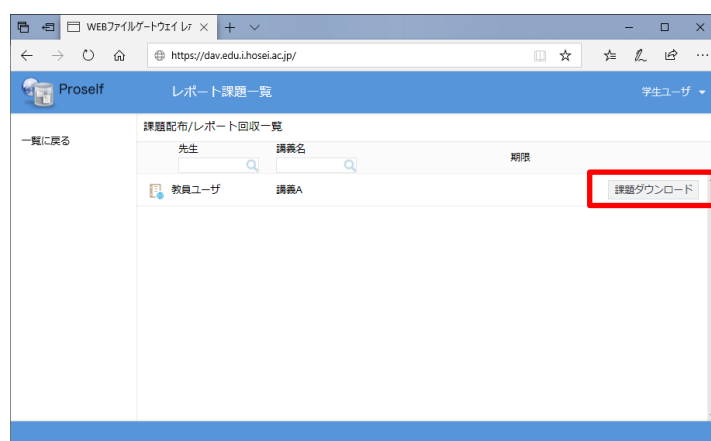 WEBファイルゲートウェイ レポ
https://dav.edu.i.hosei.ac.jp/
Proself
レポート課題一覧
学生ユーザ
一覧に戻る
課題配布/レポート回収一覧
先生
講義名
期限
教員ユーザ
講義A
課題ダウンロード